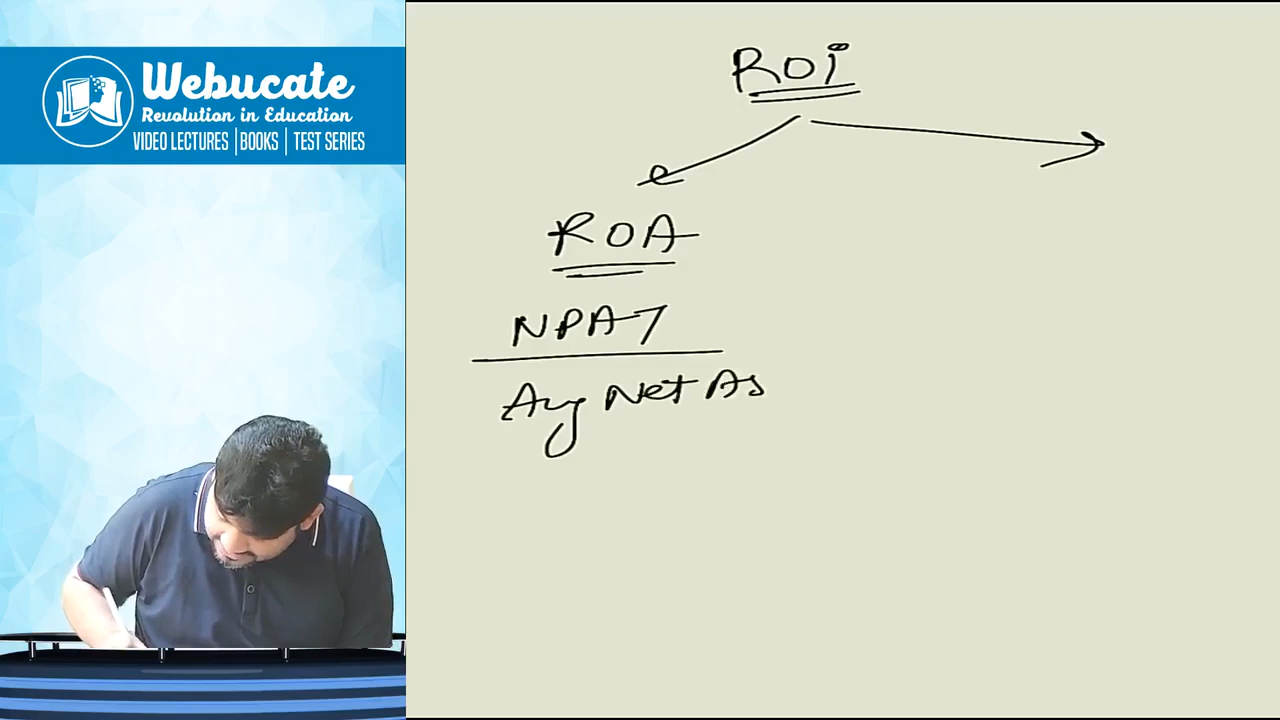 Webucate
Revolution in Education
VIDEO LECTURES | BOOKS | TEST SERIES
ROI
ROA
NPAT
Avg Net As